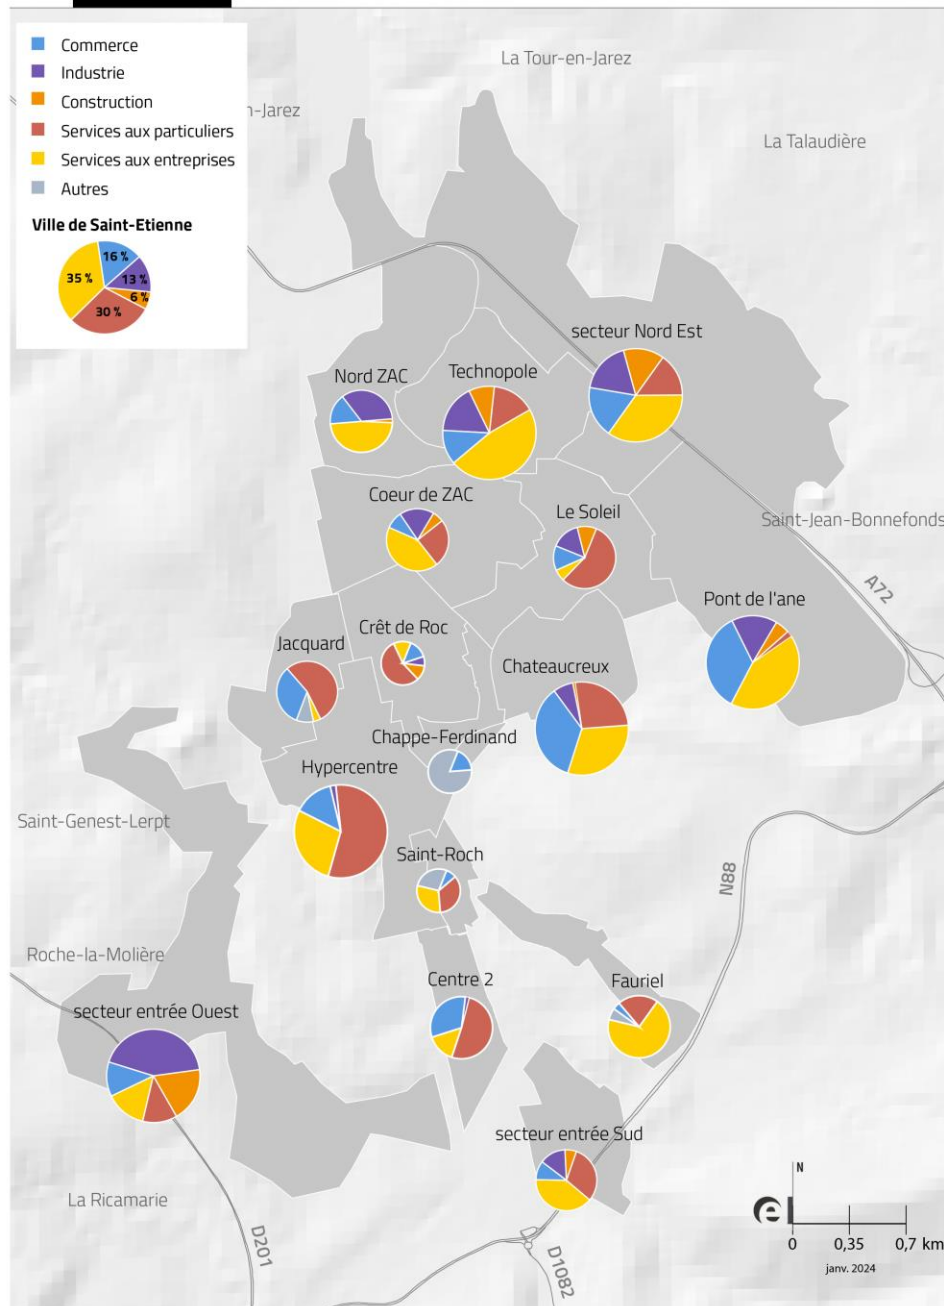 La Tour-en-Jarez
Commerce
Industrie
Construction
n-Jarez
Services aux particuliers
La Talaudière
Services aux entreprises
Autres
Ville de Saint-Etienne
16 %
35 %
13 %
6 %
30 %
secteur Nord Est
Nord ZAC
Technopole
Coeur de ZAC
Le Soleil
Saint-Jean-Bonnefonds
A72
Pont de l'ane
Crêt de Roc
Jacquard
Chateaucreux
Chappe-Ferdinand
Hypercentre
Saint-Genest-Lerpt
Saint-Roch
N88
Roche-la-Molière
Centre 2
Fauriel
secteur entrée Ouest
secteur entrée Sud
N
La Ricamarie
D201
D1082
0
0,35
0,7 km
janv. 2024